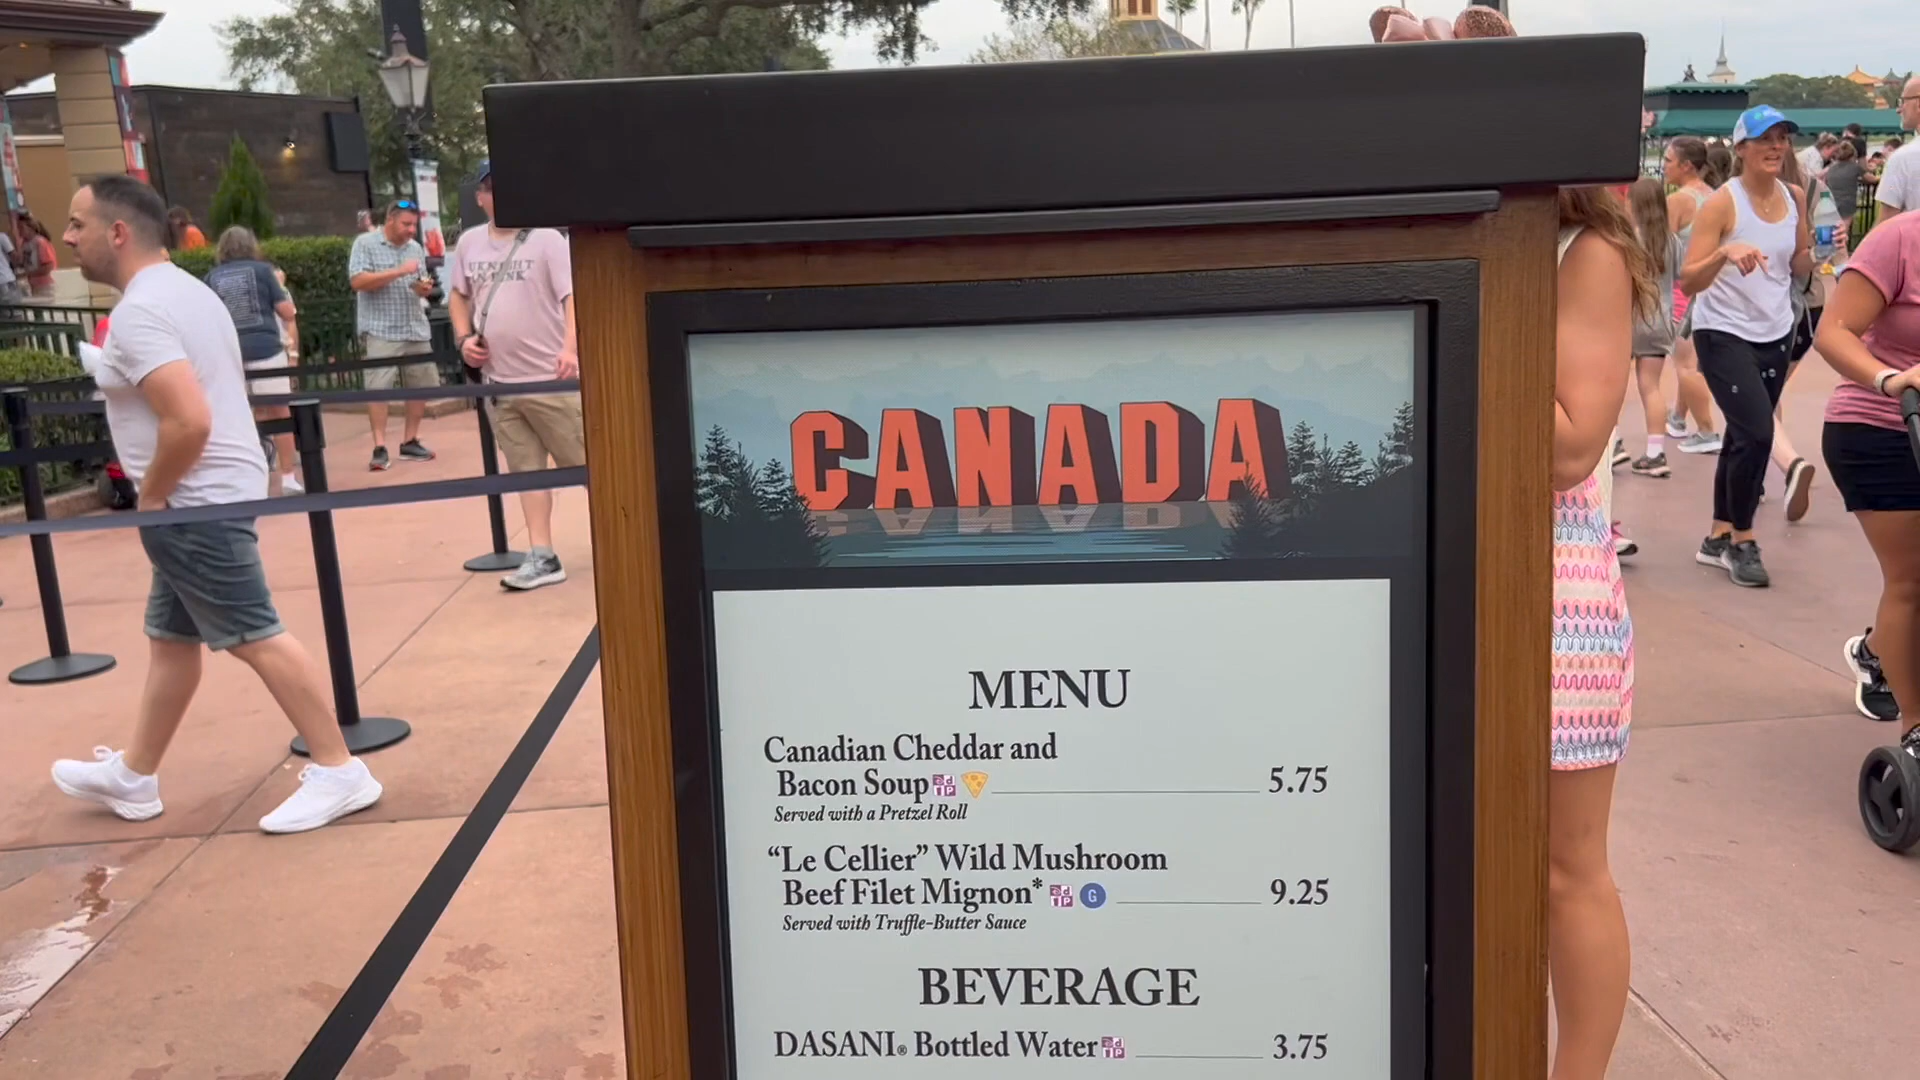 CANADA
MENU
Canadian Cheddar and
Bacon Soup 5.75
Served with a Pretzel Roll
“Le Cellier” Wild Mushroom
Beef Filet Mignon* G 9.25
Served with Truffle-Butter Sauce
BEVERAGE
DASANI® Bottled Water 3.75